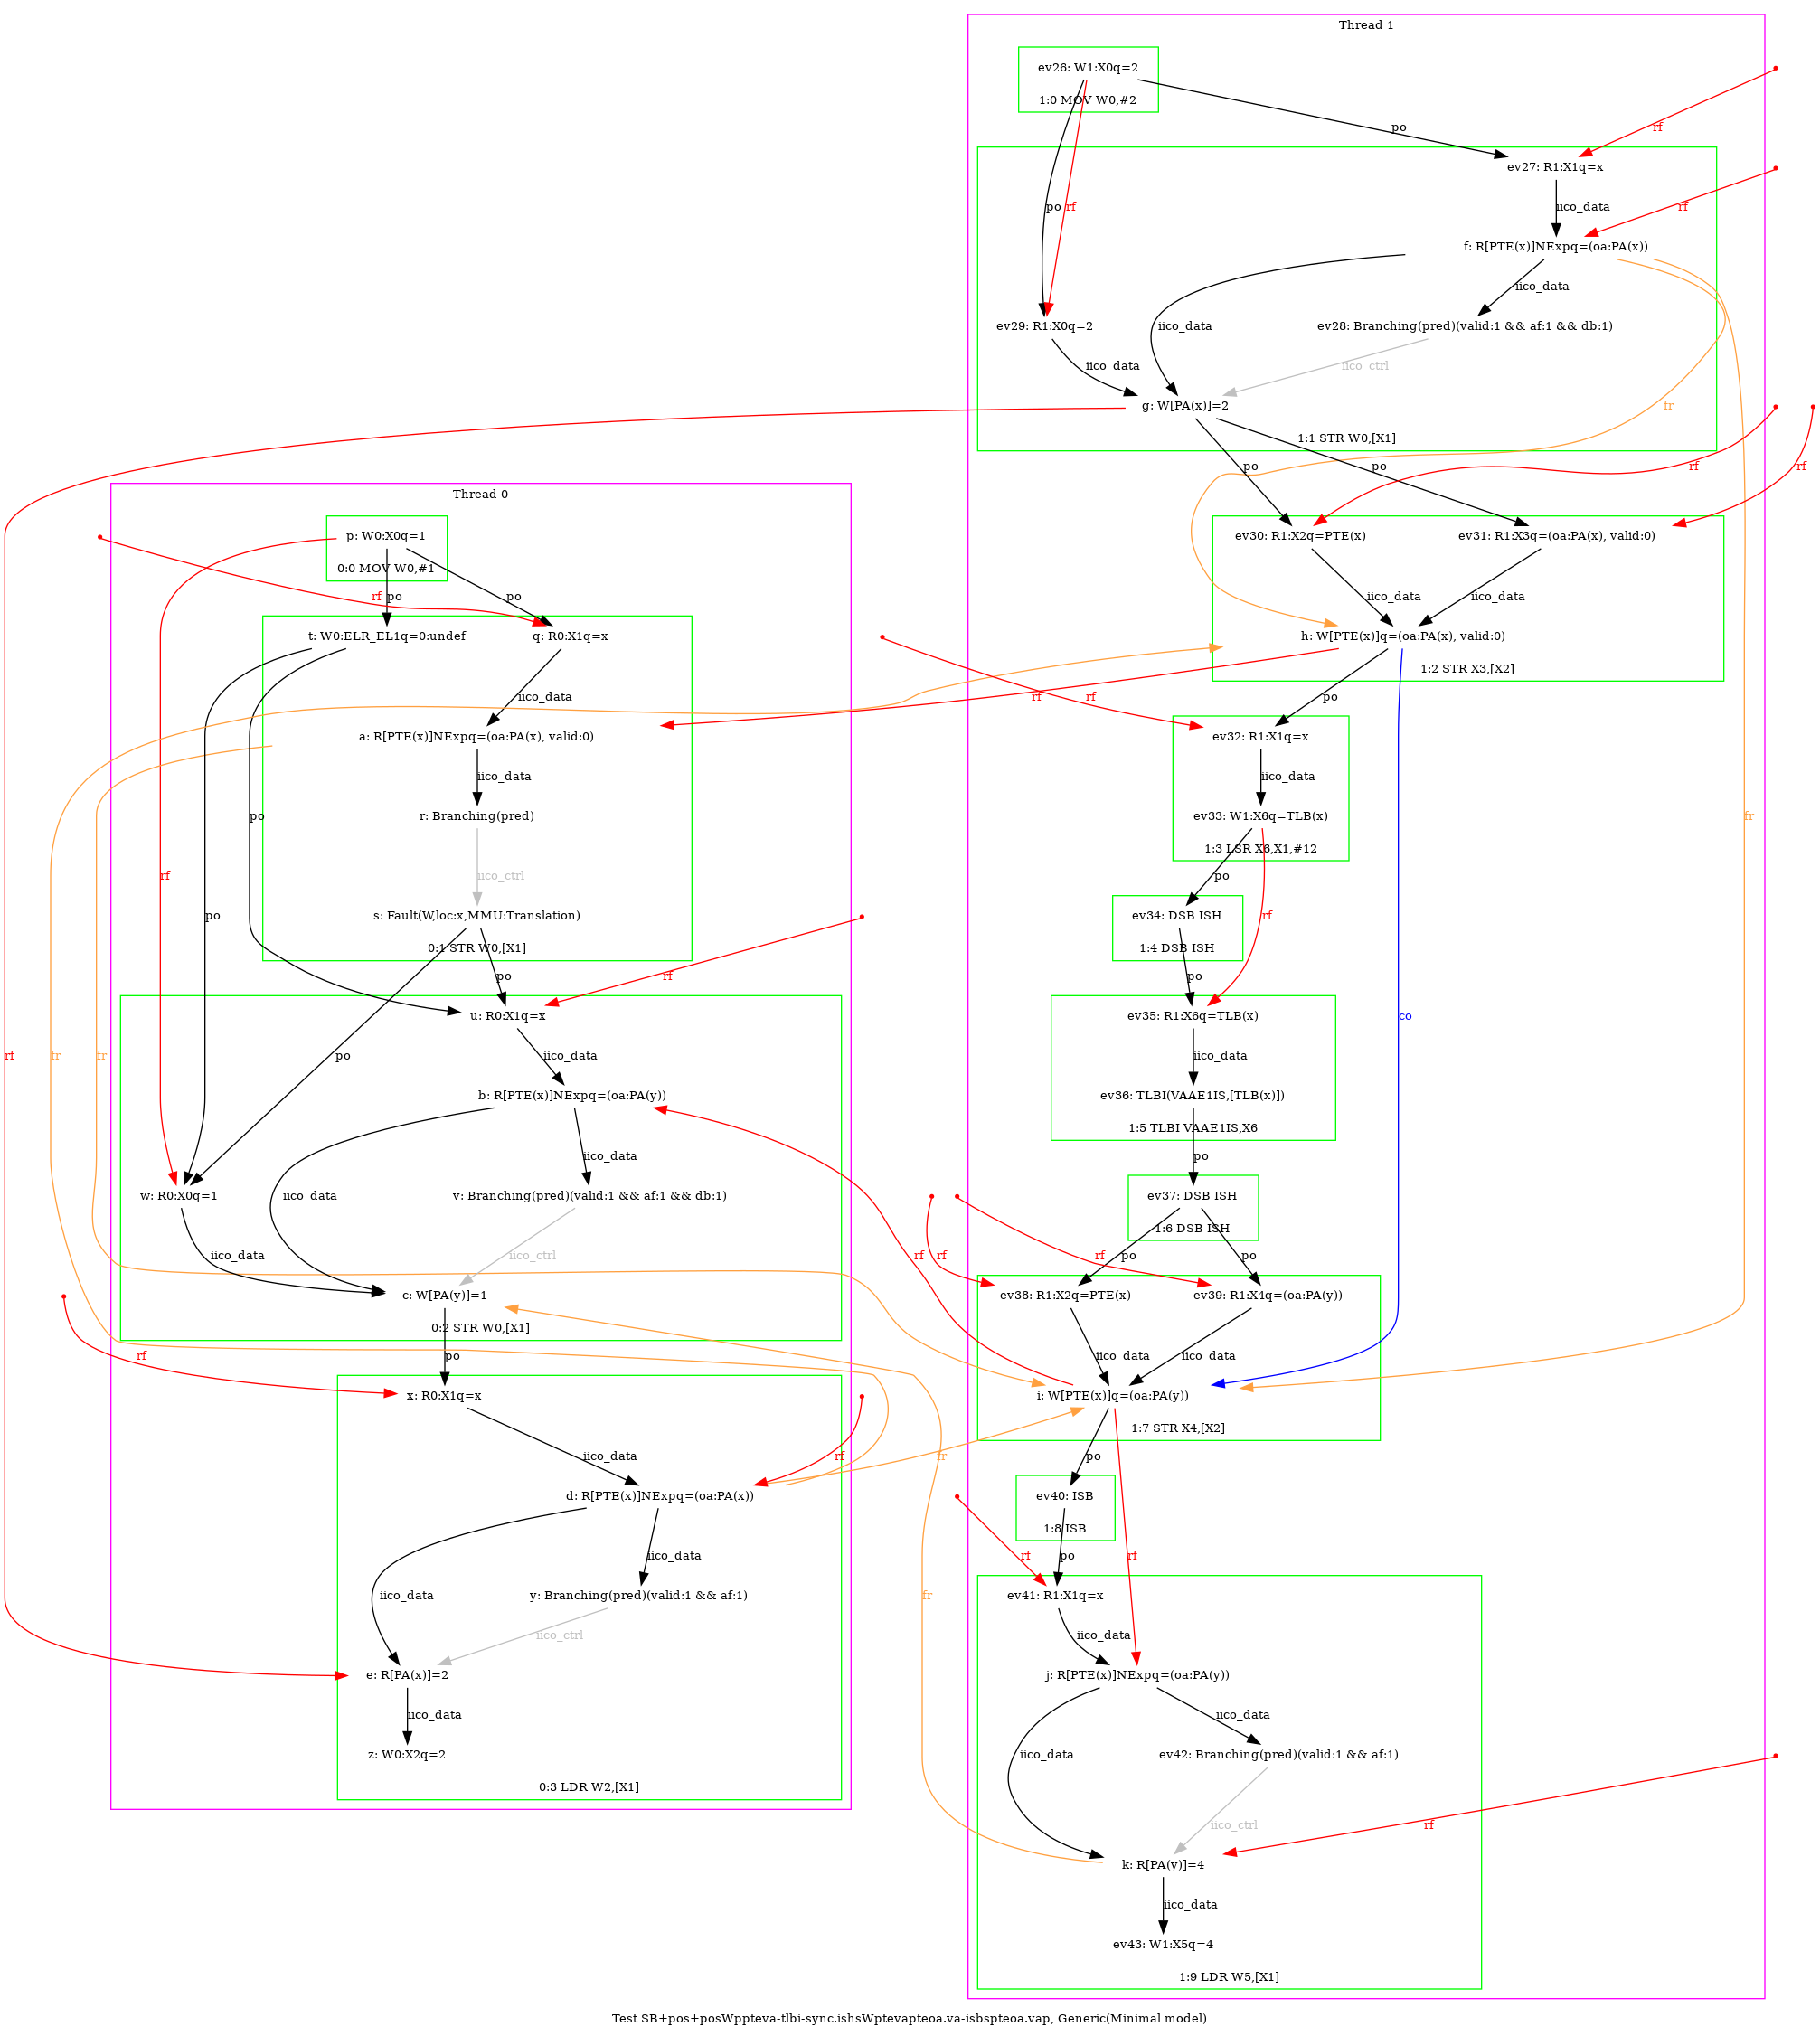 Thread 1
ev26: W1:X0q=2
1:0 MOV W0,#2
po
rf
ev27: R1:X1q=x
po
rf
iico_data
rf
f: R[PTE(x)]NExpq=(oa:PA(x))
iico_data
ev29: R1:X0q=2
iico_data
ev28: Branching(pred)(valid:1 && af:1 && db:1)
iico_data
iico_ctrl
fr
g: W[PA(x)]=2
1:1 STR W0,[X1]
po
po
rf
rf
Thread 0
p: W0:X0q=1
0:0 MOV W0,#1
ev30: R1:X2q=PTE(x)
ev31: R1:X3q=(oa:PA(x), valid:0)
rf
po
po
iico_data
iico_data
t: W0:ELR_EL1q=0:undef
q: R0:X1q=x
h: W[PTE(x)]q=(oa:PA(x), valid:0)
1:2 STR X3,[X2]
iico_data
rf
rf
po
a: R[PTE(x)]NExpq=(oa:PA(x), valid:0)
ev32: R1:X1q=x
iico_data
iico_data
po
r: Branching(pred)
ev33: W1:X6q=TLB(x)
fr
1:3 LSR X6,X1,#12
rf
iico_ctrl
po
po
s: Fault(W,loc:x,MMU:Translation)
ev34: DSB ISH
rf
0:1 STR W0,[X1]
1:4 DSB ISH
po
rf
po
u: R0:X1q=x
ev35: R1:X6q=TLB(x)
co
rf
fr
fr
po
iico_data
iico_data
b: R[PTE(x)]NExpq=(oa:PA(y))
ev36: TLBI(VAAE1IS,[TLB(x)])
1:5 TLBI VAAE1IS,X6
iico_data
po
w: R0:X0q=1
iico_data
v: Branching(pred)(valid:1 && af:1 && db:1)
ev37: DSB ISH
1:6 DSB ISH
iico_data
iico_ctrl
rf
rf
rf
po
po
c: W[PA(y)]=1
ev38: R1:X2q=PTE(x)
ev39: R1:X4q=(oa:PA(y))
0:2 STR W0,[X1]
rf
po
iico_data
iico_data
x: R0:X1q=x
i: W[PTE(x)]q=(oa:PA(y))
1:7 STR X4,[X2]
iico_data
rf
fr
po
d: R[PTE(x)]NExpq=(oa:PA(x))
ev40: ISB
1:8 ISB
iico_data
rf
po
rf
iico_data
y: Branching(pred)(valid:1 && af:1)
fr
ev41: R1:X1q=x
iico_ctrl
iico_data
e: R[PA(x)]=2
j: R[PTE(x)]NExpq=(oa:PA(y))
iico_data
iico_data
z: W0:X2q=2
iico_data
ev42: Branching(pred)(valid:1 && af:1)
0:3 LDR W2,[X1]
iico_ctrl
rf
k: R[PA(y)]=4
iico_data
ev43: W1:X5q=4
1:9 LDR W5,[X1]
Test SB+pos+posWppteva-tlbi-sync.ishsWptevapteoa.va-isbspteoa.vap, Generic(Minimal model)